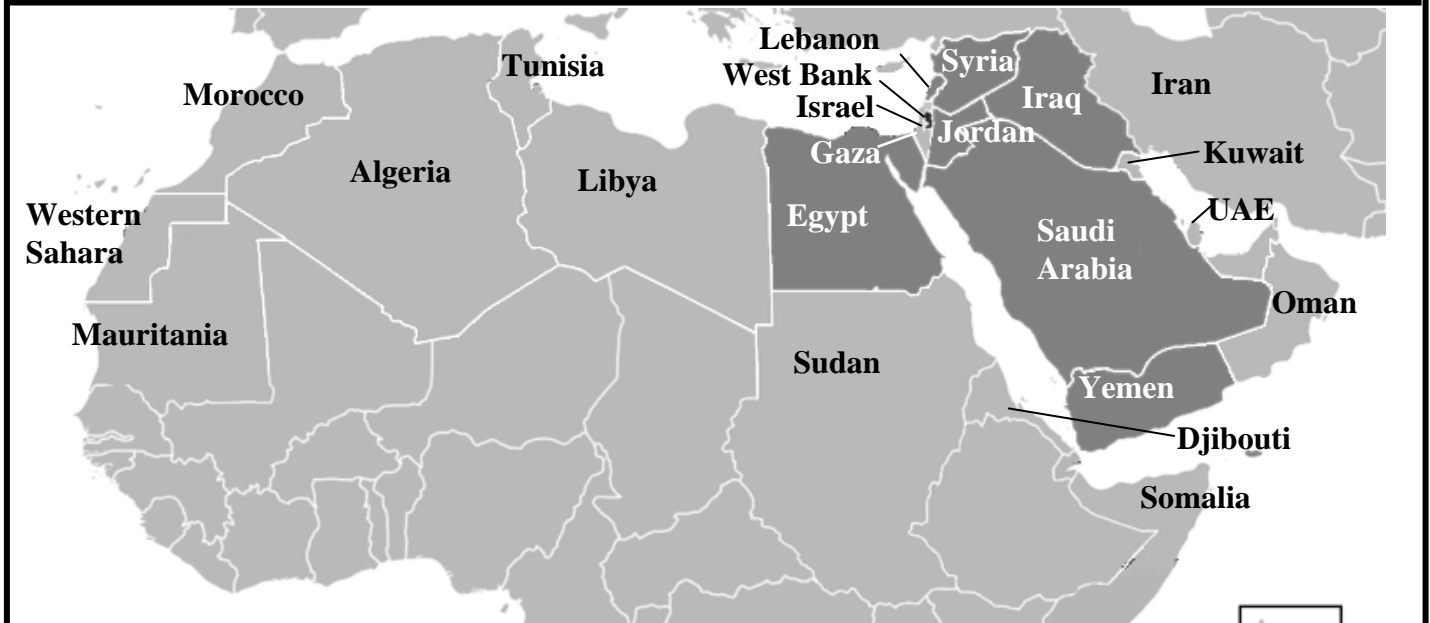 Lebanon
Tunisia
Syria
West Bank
Iran
Morocco
Iraq
Israel
Jordan
Gaza
Kuwait
Algeria
Libya
Western
Sahara
Egypt
UAE
Saudi
Arabia
Oman
Mauritania
Sudan
Yemen
Djibouti
Somalia